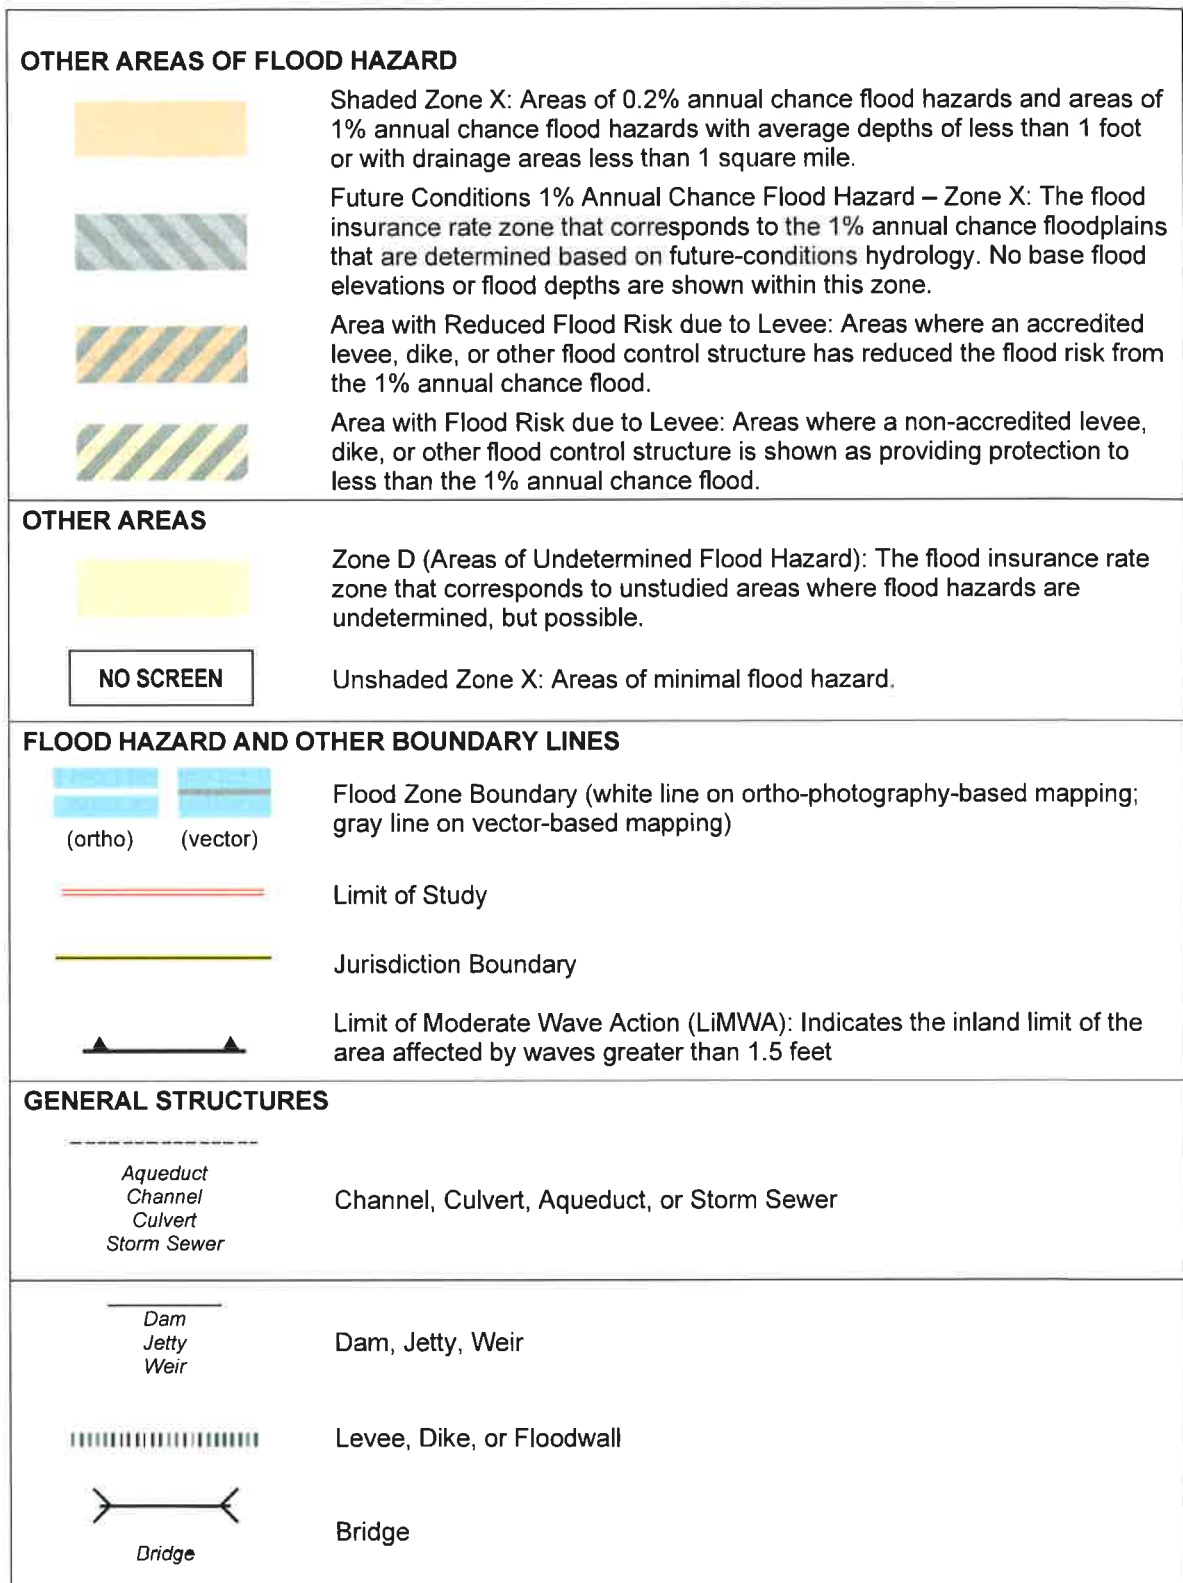 OTHER AREAS OF FLOOD HAZARD
Shaded Zone X: Areas of 0.2% annual chance flood hazards and areas of
1% annual chance flood hazards with average depths of less than 1 foot
or with drainage areas less than 1 square mile.
Future Conditions 1% Annual Chance Flood Hazard – Zone X: The flood
insurance rate zone that corresponds to the 1% annual chance floodplains
that are determined based on future-conditions hydrology. No base flood
elevations or flood depths are shown within this zone.
Area with Reduced Flood Risk due to Levee: Areas where an accredited
levee, dike, or other flood control structure has reduced the flood risk from
the 1% annual chance flood.
Area with Flood Risk due to Levee: Areas where a non-accredited levee,
dike, or other flood control structure is shown as providing protection to
less than the 1% annual chance flood.
OTHER AREAS
Zone D (Areas of Undetermined Flood Hazard): The flood insurance rate
zone that corresponds to unstudied areas where flood hazards are
undetermined, but possible.
NO SCREEN
Unshaded Zone X: Areas of minimal flood hazard.
FLOOD HAZARD AND OTHER BOUNDARY LINES
(ortho) (vector)
Flood Zone Boundary (white line on ortho-photography-based mapping;
gray line on vector-based mapping)
Limit of Study
Jurisdiction Boundary
Limit of Moderate Wave Action (LiMWA): Indicates the inland limit of the
area affected by waves greater than 1.5 feet
GENERAL STRUCTURES
Aqueduct
Channel
Culvert
Storm Sewer
Channel, Culvert, Aqueduct, or Storm Sewer
Dam
Jetty
Weir
Dam, Jetty, Weir
Levee, Dike, or Floodwall
Bridge
Bridge